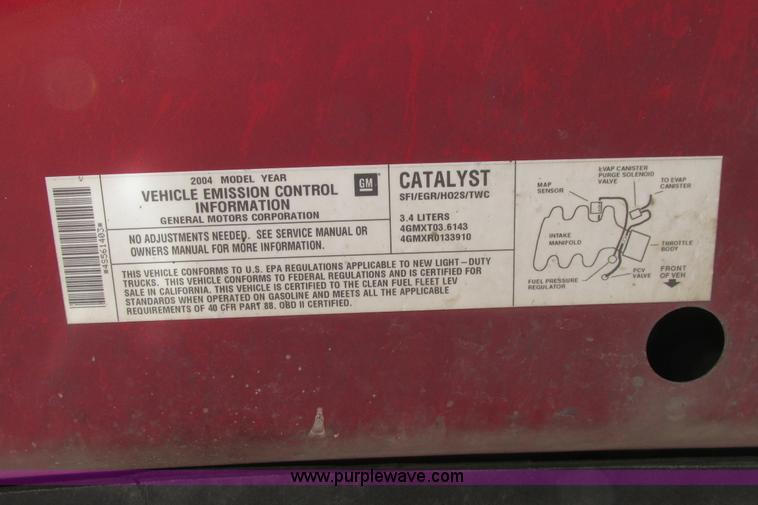 *4S561403*
2004 MODEL YEAR
VEHICLE EMISSION CONTROL
INFORMATION
GENERAL MOTORS CORPORATION
GM
NO ADJUSTMENTS NEEDED. SEE SERVICE MANUAL OR
OWNERS MANUAL FOR MORE INFORMATION.
CATALYST
SFI/EGR/HO2S/TWC
3.4 LITERS
4GMXT03.6143
4GMXR0133910
THIS VEHICLE CONFORMS TO U.S. EPA REGULATIONS APPLICABLE TO NEW LIGHT-DUTY
TRUCKS. THIS VEHICLE CONFORMS TO FEDERAL REGULATIONS AND IS CERTIFIED FOR
SALE IN CALIFORNIA. THIS VEHICLE IS CERTIFIED TO THE CLEAN FUEL FLEET LEV
STANDARDS WHEN OPERATED ON GASOLINE AND MEETS ALL THE APPLICABLE
REQUIREMENTS OF 40 CFR PART 88. OBD II CERTIFIED.
MAP
SENSOR
EVAP CANISTER
PURGE SOLENOID
VALVE
TO EVAP
CANISTER
INTAKE
MANIFOLD
THROTTLE
BODY
FUEL PRESSURE
REGULATOR
PCV
VALVE
FRONT
OF VEH
www.purplewave.com